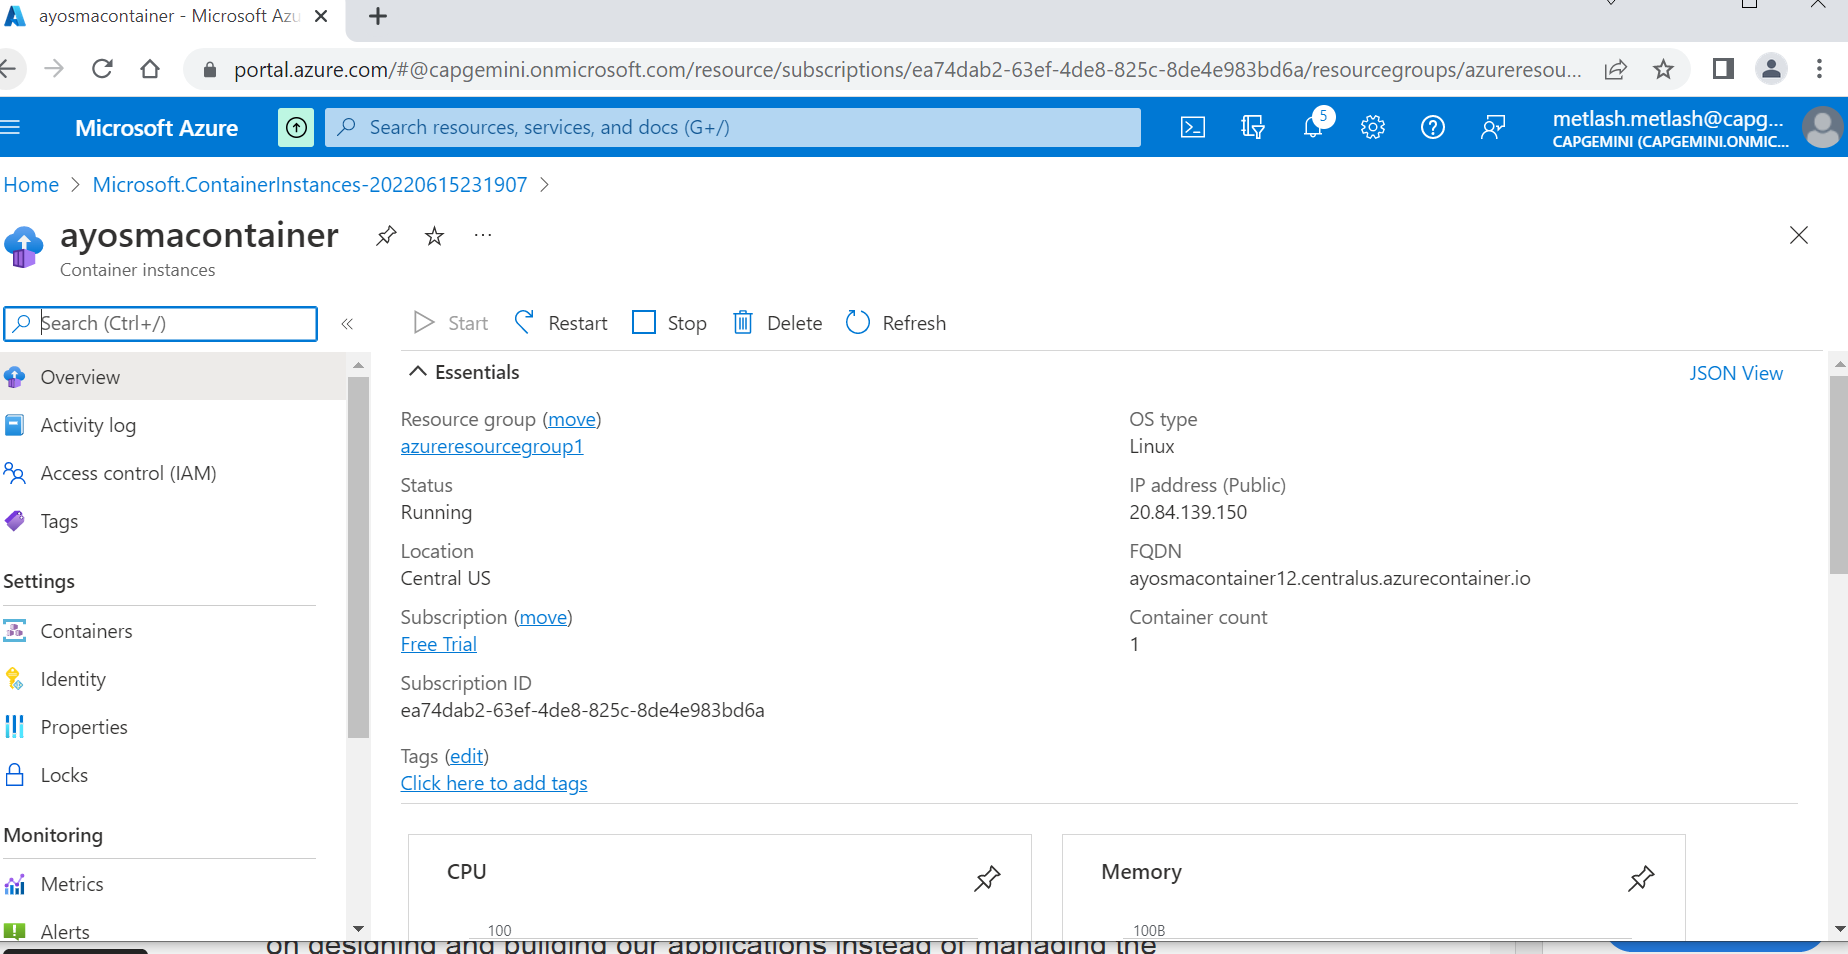 ayosmacontainer - Microsoft Azu
portal.azure.com/#@capgemini.onmicrosoft.com/resource/subscriptions/ea74dab2-63ef-4de8-825c-8de4e983bd6a/resourcegroups/azureresou...
Microsoft Azure
Search resources, services, and docs (G+/)
5
metlash.metlash@capg...
CAPGEMINI (CAPGEMINI.ONMIC...
Home > Microsoft.ContainerInstances-20220615231907 >
ayosmacontainer
...
Container instances
Search (Ctrl+/)
«
Start
Restart
Stop
Delete
Refresh
Overview
Activity log
Access control (IAM)
Tags
Settings
Containers
Identity
Properties
Locks
Monitoring
Metrics
Alerts
Essentials
JSON View
Resource group (move)
azureresourcegroup1
Status
Running
Location
Central US
Subscription (move)
Free Trial
Subscription ID
ea74dab2-63ef-4de8-825c-8de4e983bd6a
Tags (edit)
Click here to add tags
OS type
Linux
IP address (Public)
20.84.139.150
FQDN
ayosmacontainer12.centralus.azurecontainer.io
Container count
1
CPU
100
Memory
100B
on designing and building our applications instead of managing the